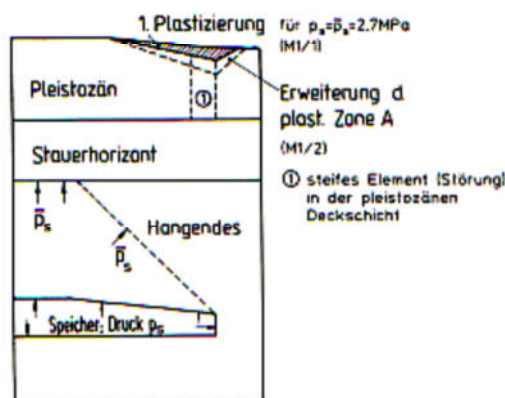 1. Plastizierung für pₛ=p̄ₛ=2.7MPa
(M1/1)
Pleistozän
①
Erweiterung d.
plast. Zone A
(M1/2)
Stauerhorizont
① steifes Element (Störung)
in der pleistozänen
Deckschicht
p̄ₛ
Hangendes
p̄ₛ
Speicher; Druck pₛ